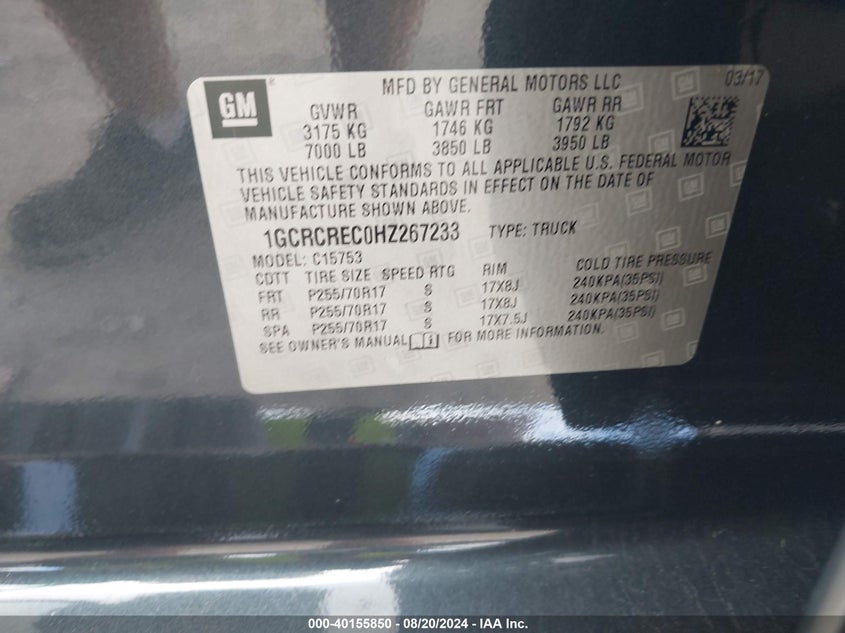 GM ®
MFD BY GENERAL MOTORS LLC 03/17
GVWR GAWR FRT GAWR RR
3175 KG 1746 KG 1792 KG
7000 LB 3850 LB 3950 LB
THIS VEHICLE CONFORMS TO ALL APPLICABLE U.S. FEDERAL MOTOR
VEHICLE SAFETY STANDARDS IN EFFECT ON THE DATE OF
MANUFACTURE SHOWN ABOVE.
1GCRCREC0HZ267233 TYPE: TRUCK
MODEL: C15753
CDTT TIRE SIZE SPEED RTG RIM COLD TIRE PRESSURE
FRT P255/70R17 S 17X8J 240KPA(35PSI)
RR P255/70R17 S 17X8J 240KPA(35PSI)
SPA P255/70R17 S 17X7.5J 240KPA(35PSI)
SEE OWNER'S MANUAL FOR MORE INFORMATION.
000-40155850 - 08/20/2024 - IAA Inc.